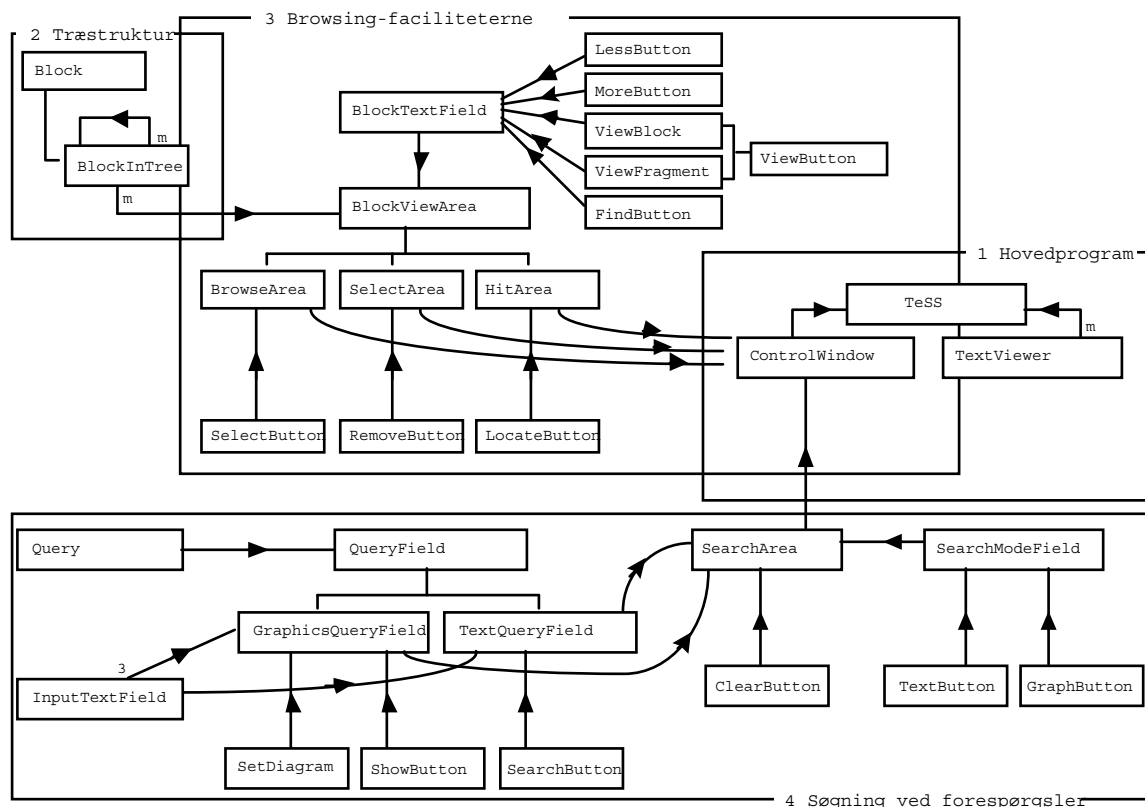 3 Browsing-faciliteterne
2 Træstruktur
Block
m
BlockInTree
m
BlockTextField
LessButton
MoreButton
ViewBlock
ViewFragment
FindButton
ViewButton
BlockViewArea
BrowseArea
SelectArea
HitArea
SelectButton
RemoveButton
LocateButton
1 Hovedprogram
TeSS
m
ControlWindow
TextViewer
Query
QueryField
SearchArea
SearchModeField
GraphicsQueryField
TextQueryField
3
InputTextField
ClearButton
TextButton
GraphButton
SetDiagram
ShowButton
SearchButton
4 Søgning ved forespørgsler